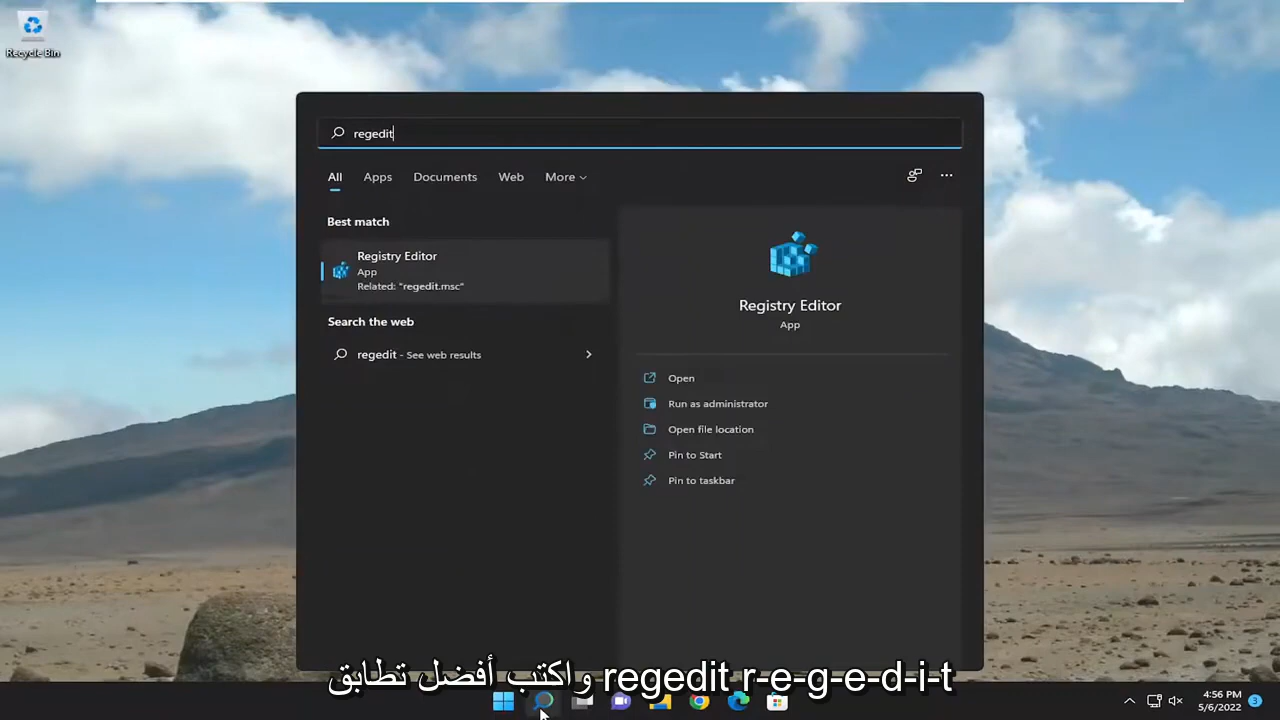 Recycle Bin
regedit
All Apps Documents Web More
Best match
Registry Editor
App
Related: "regedit.msc"
Search the web
regedit - See web results
Registry Editor
App
Open
Run as administrator
Open file location
Pin to Start
Pin to taskbar
واكتب أفضل تطابق regedit r-e-g-e-d-i-t
4:56 PM
5/6/2022
3